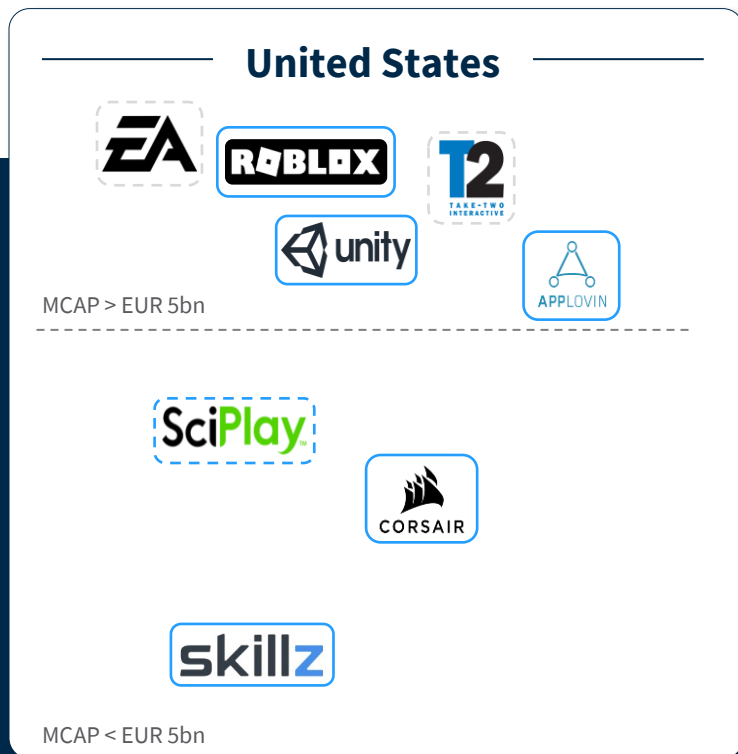 United States
EA
ROBLOX
T2
TAKE-TWO
INTERACTIVE
unity
APPLOVIN
MCAP > EUR 5bn
SciPlay
CORSAIR
skillz
MCAP < EUR 5bn